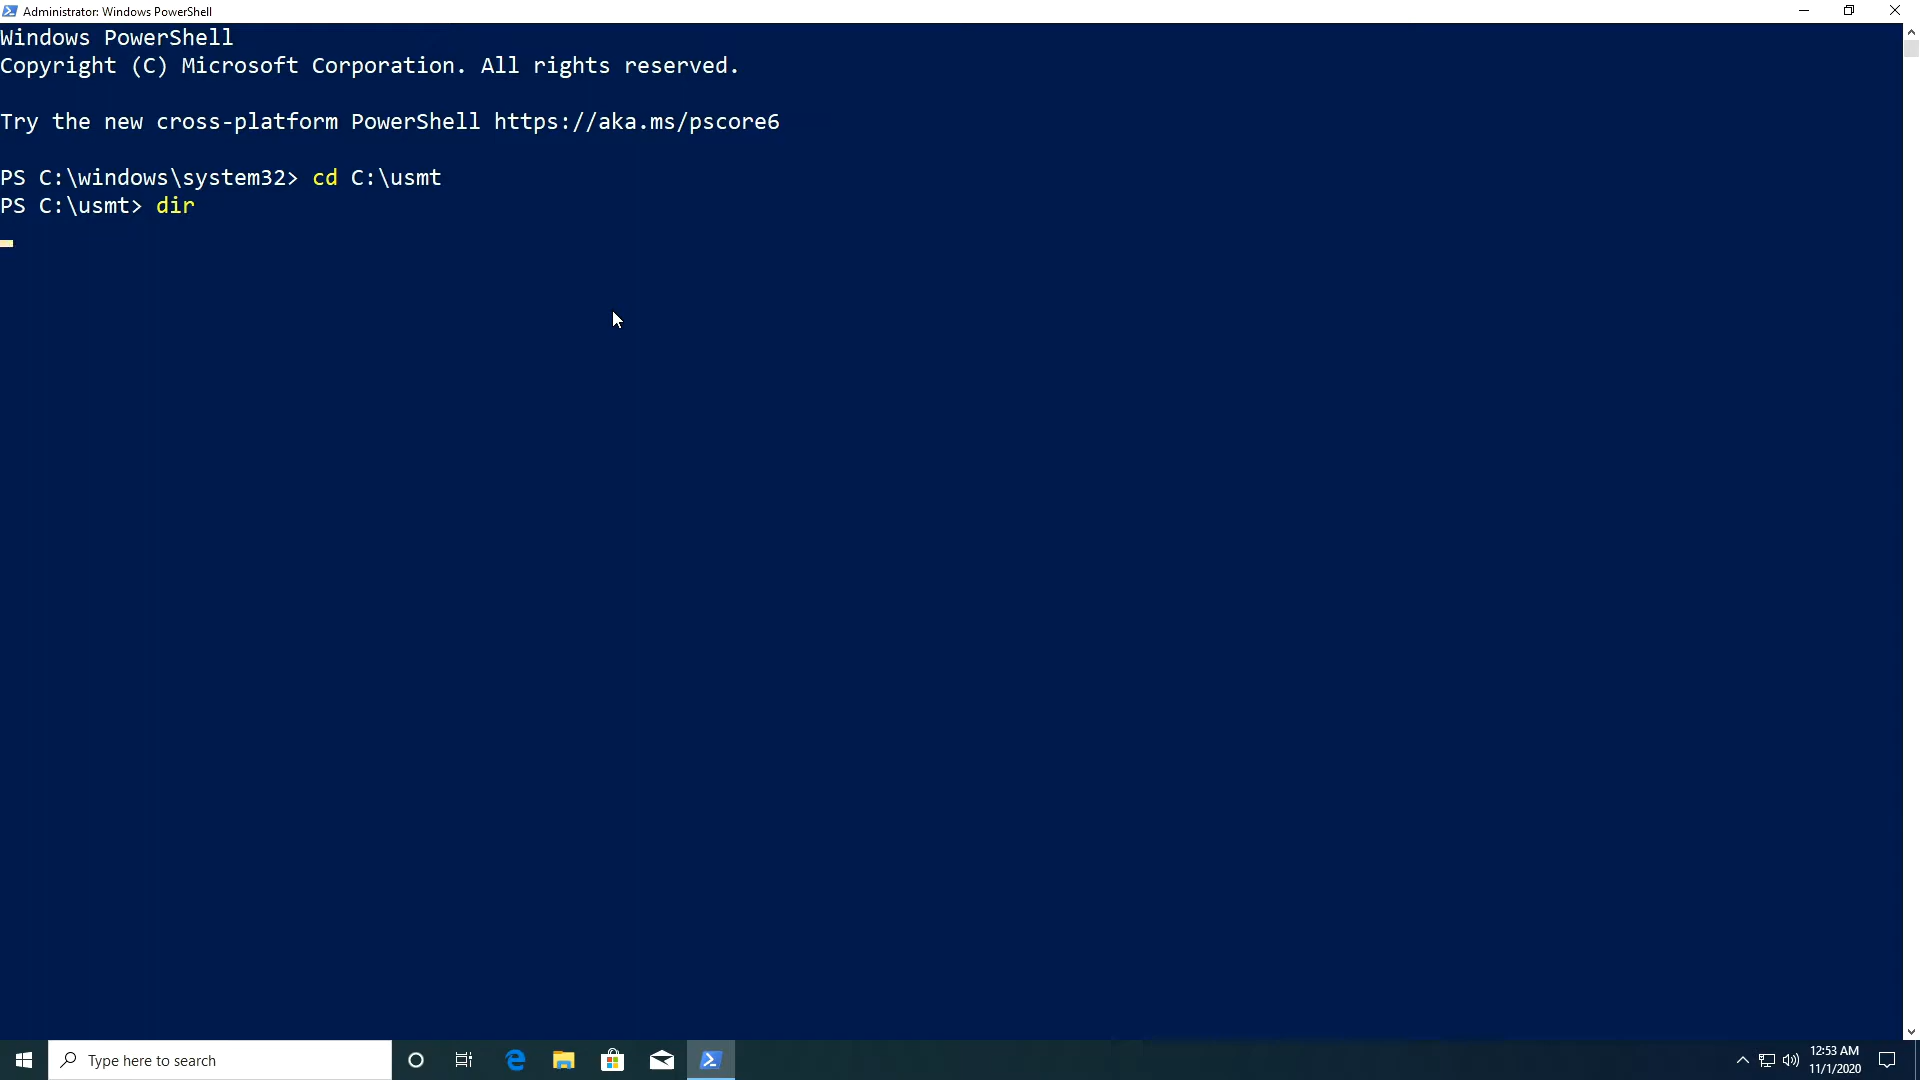 Administrator: Windows PowerShell
Windows PowerShell
Copyright (C) Microsoft Corporation. All rights reserved.
Try the new cross-platform PowerShell https://aka.ms/pscore6
PS C:\windows\system32> cd C:\usmt
PS C:\usmt> dir
Type here to search
12:53 AM
11/1/2020